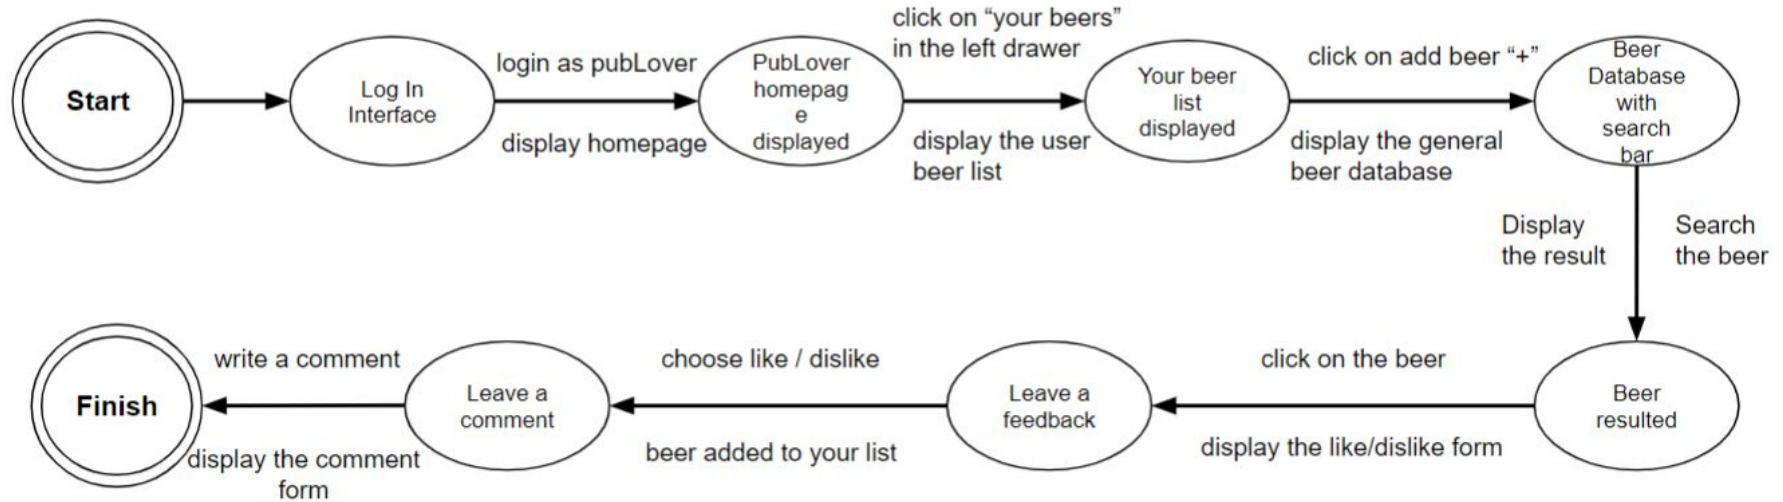 Start
Log In
Interface
login as pubLover
display homepage
PubLover
homepag
e
displayed
click on “your beers”
in the left drawer
display the user
beer list
Your beer
list
displayed
click on add beer “+”
display the general
beer database
Beer
Database
with
search
bar
Display
the result
Search
the beer
Beer
resulted
click on the beer
display the like/dislike form
Leave a
feedback
choose like / dislike
beer added to your list
Leave a
comment
write a comment
display the comment
form
Finish